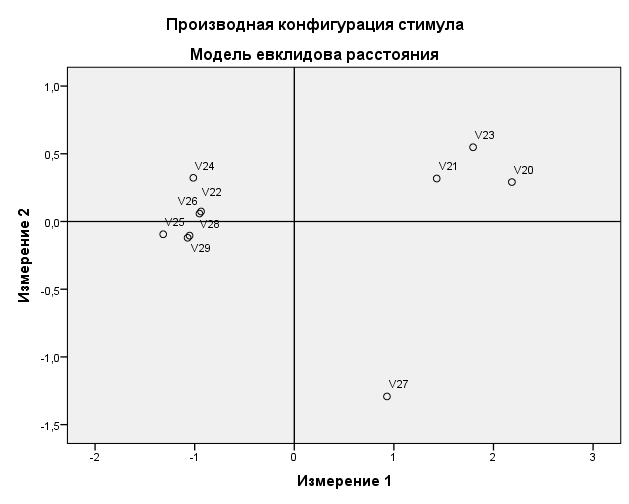 Производная конфигурация стимула
Модель евклидова расстояния
1,0
0,5
0,0
-0,5
-1,0
-1,5
Измерение 2
V23
V24
V21
V20
V22
V26
V25
V28
V29
V27
-2
-1
0
1
2
3
Измерение 1